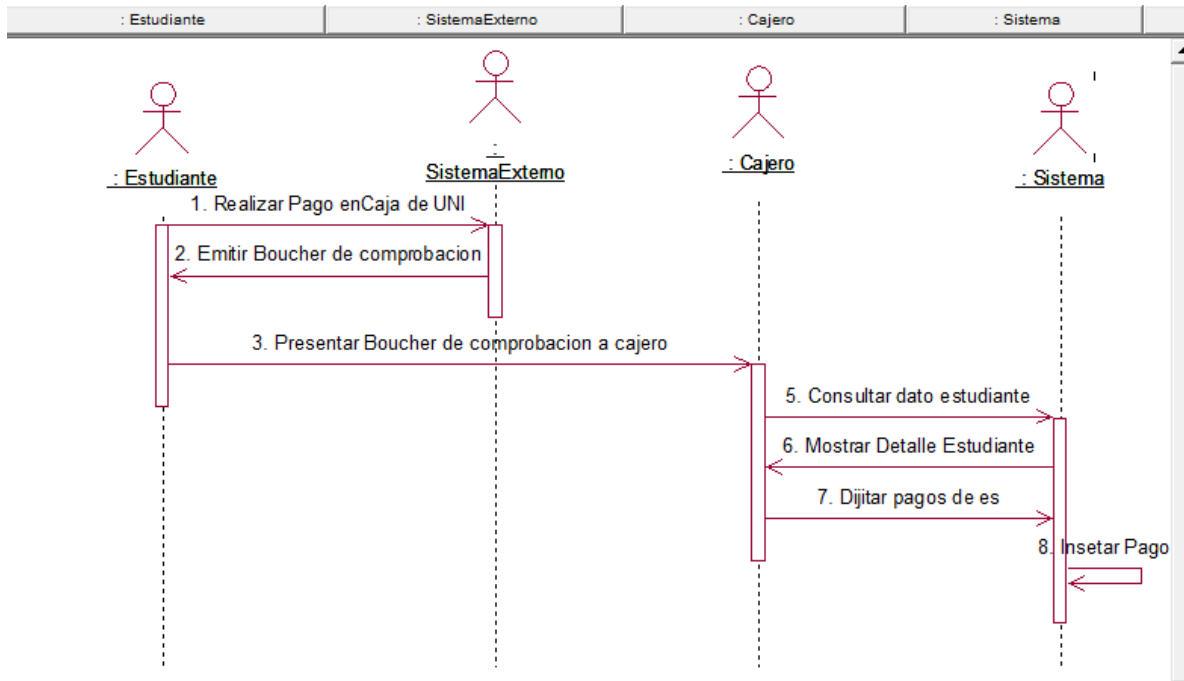 : Estudiante
: SistemaExterno
: Cajero
: Sistema
: Estudiante
:
SistemaExterno
: Cajero
: Sistema
1. Realizar Pago enCaja de UNI
2. Emitir Boucher de comprobacion
3. Presentar Boucher de comprobacion a cajero
5. Consultar dato estudiante
6. Mostrar Detalle Estudiante
7. Dijitar pagos de es
8. Insetar Pago